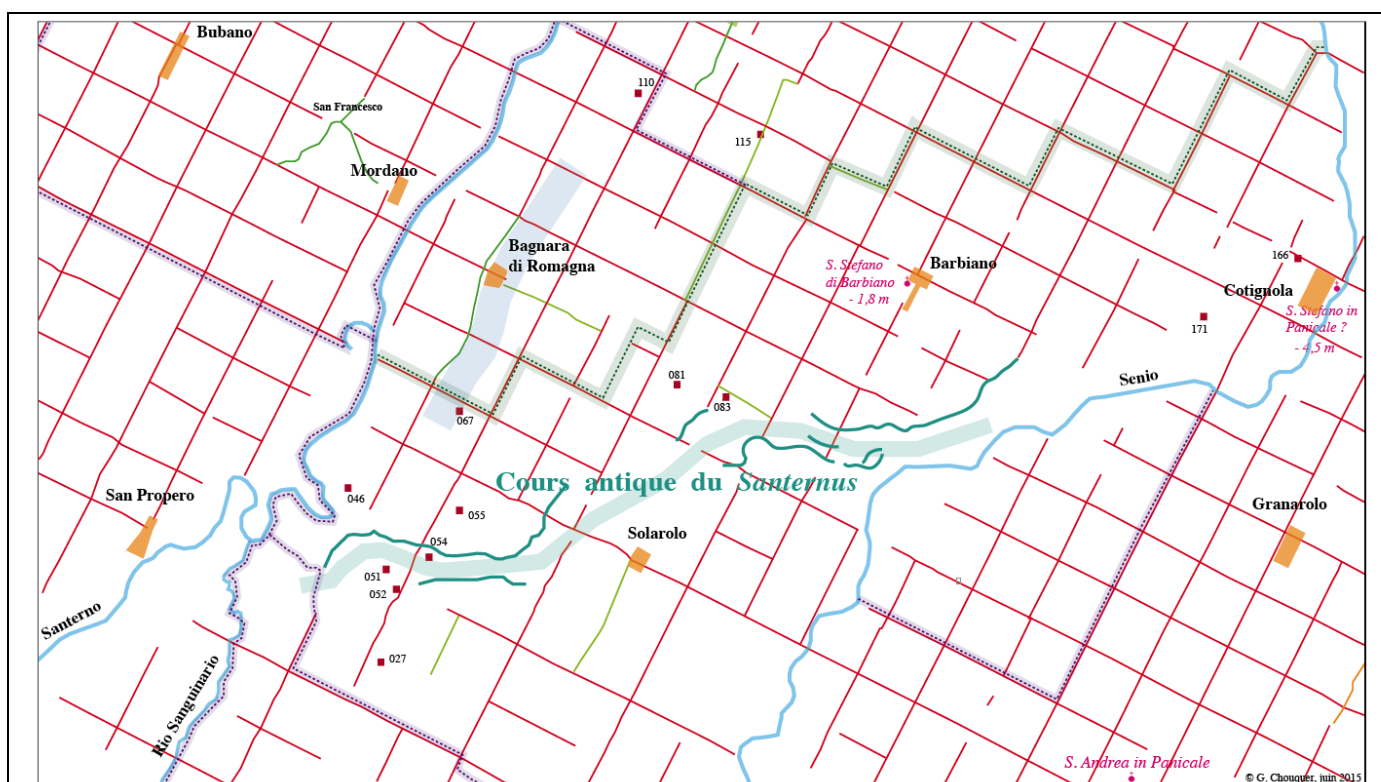 Bubano
110
San Francesco
115
Mordano
Bagnara
di Romagna
S. Stefano
di Barbiano
- 1,8 m
Barbiano
166
Cotignola
S. Stefano in
Panicale ?
- 4,5 m
171
081
Senio
083
067
Cours antique du Santernus
046
San Propero
055
Granarolo
Solarolo
054
051
052
Santerno
027
Rio Sanguinario
S. Andrea in Panicale
© G. Chouquer, juin 2015